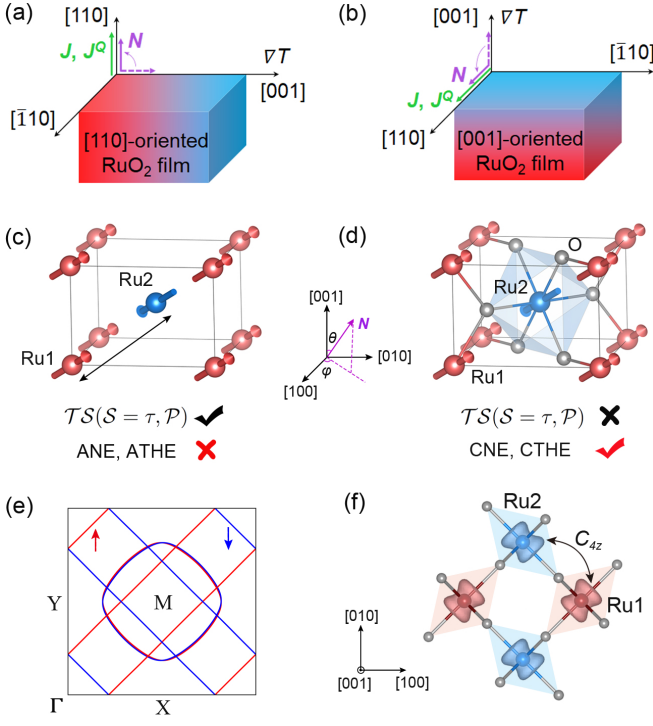 (a)
[110]
J, J^Q
N
∇T
[001]
[1̄10]
[110]-oriented
RuO₂ film
(b)
[001]
∇T
N
J, J^Q
[1̄10]
[110]
[001]-oriented
RuO₂ film
(c)
Ru2
Ru1
𝒯𝒮(𝒮 = τ, 𝒫) ✔
ANE, ATHE ✘
[001]
N
θ
[010]
φ
[100]
(d)
O
Ru2
Ru1
𝒯𝒮(𝒮 = τ, 𝒫) ✘
CNE, CTHE ✔
(e)
Y
M
Γ
X
(f)
Ru2
C₄z
Ru1
[010]
[001]
[100]